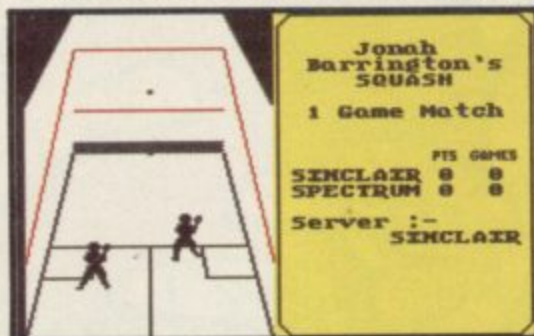 Jonah
Barrington's
SQUASH
1 Game Match
PTS GAMES
SINCLAIR 0 0
SPECTRUM 0 0
Server :-
SINCLAIR